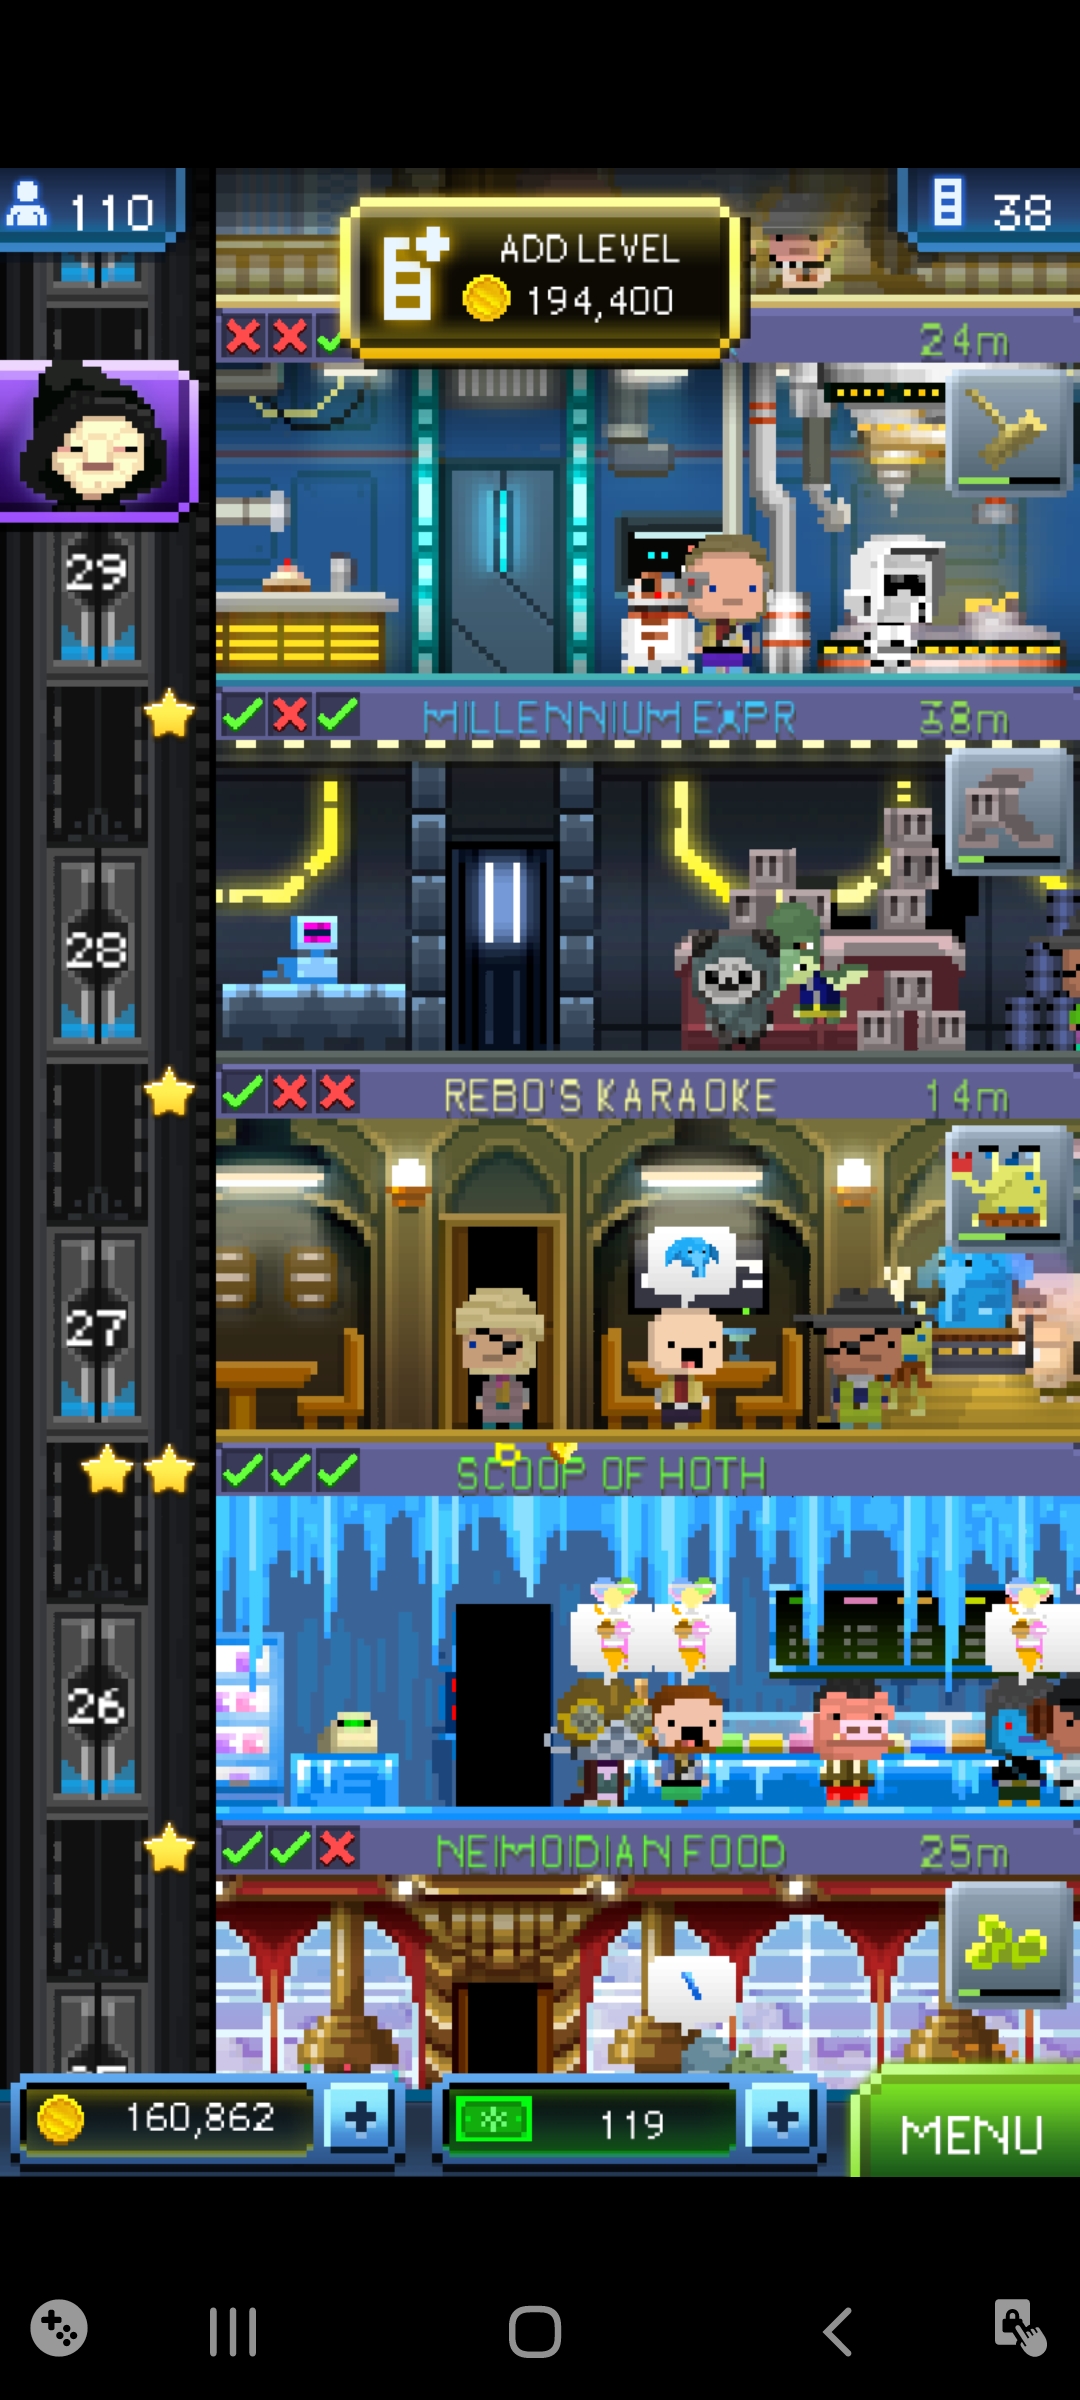 110
38
ADD LEVEL
194,400
24m
29
MILLENNIUM EXPR
38m
28
REBO'S KARAOKE
14m
27
SCOOP OF HOTH
26
NEIMOIDIAN FOOD
25m
160,862
119
MENU